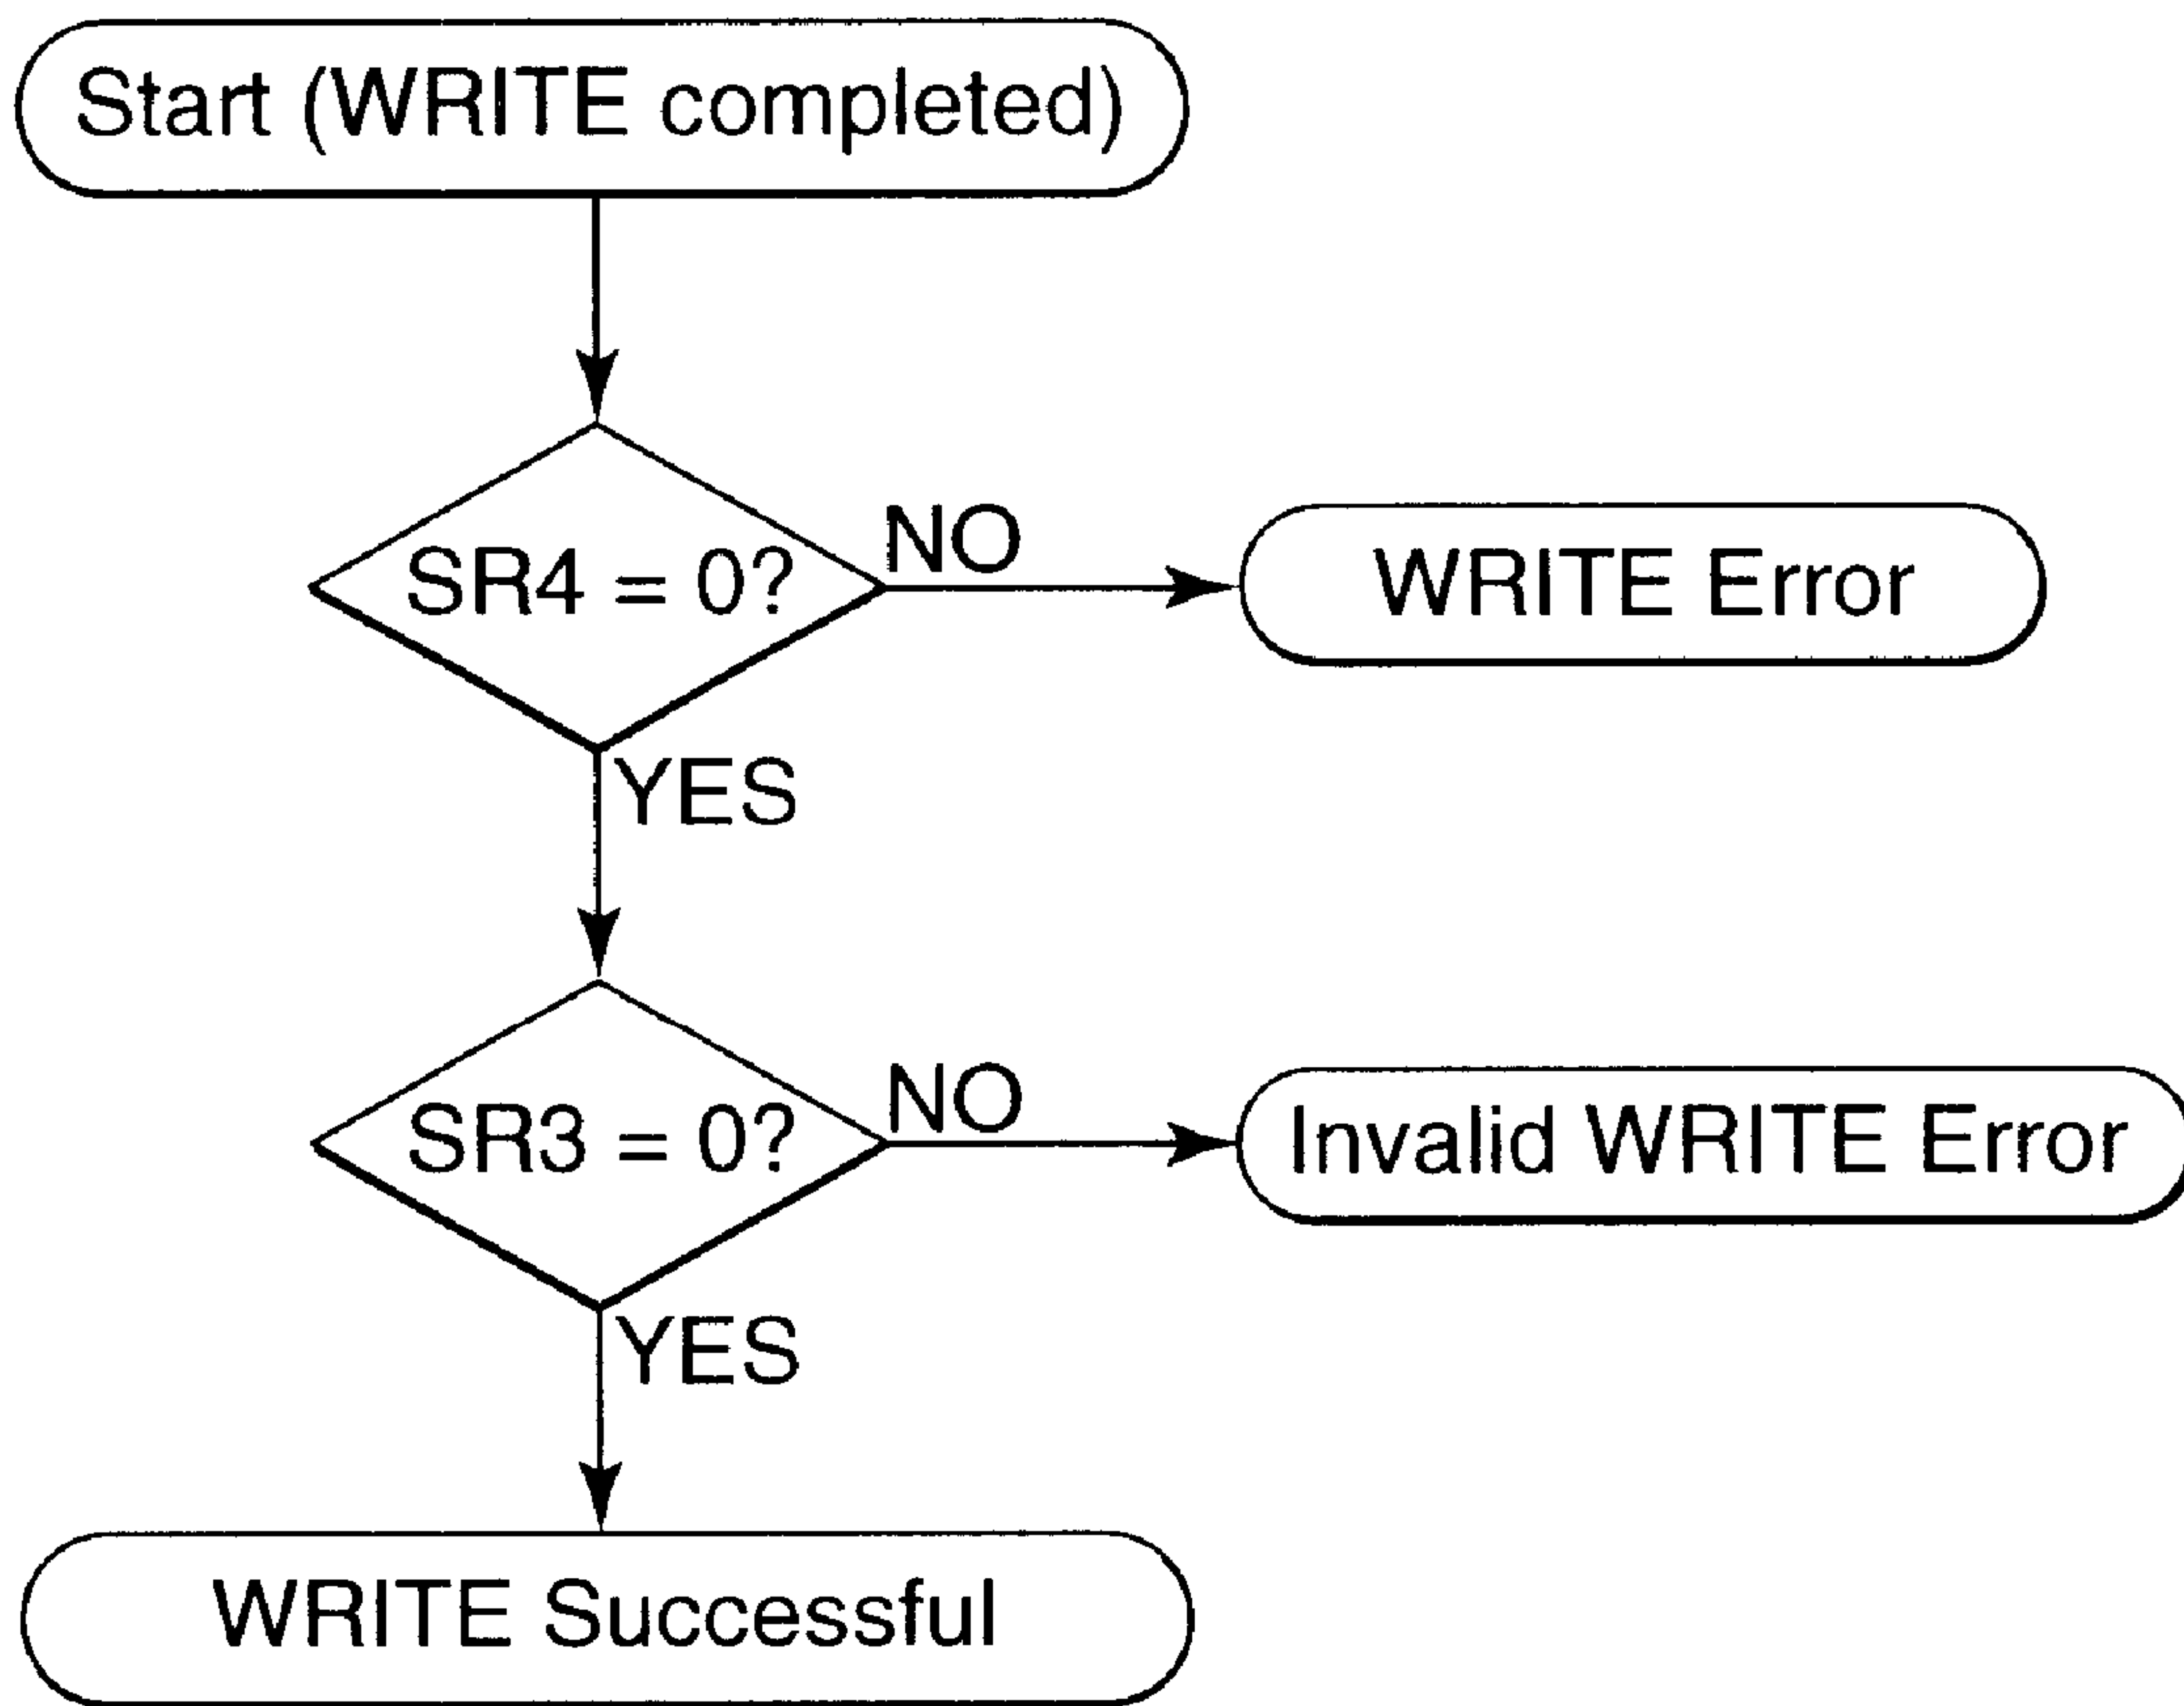 Start (WRITE completed)
SR4 = 0?
NO
WRITE Error
YES
SR3 = 0?
NO
Invalid WRITE Error
YES
WRITE Successful